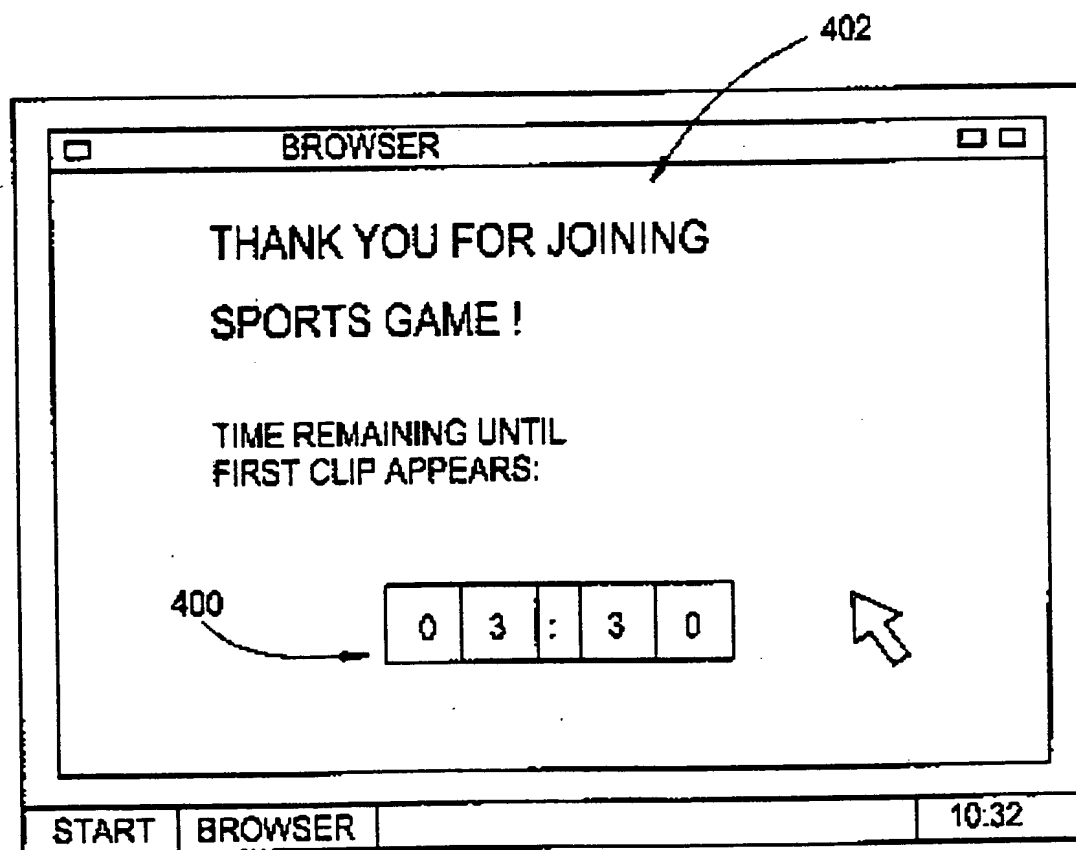 402
BROWSER
THANK YOU FOR JOINING
SPORTS GAME !
TIME REMAINING UNTIL
FIRST CLIP APPEARS:
400
0 3 : 3 0
START BROWSER 10:32